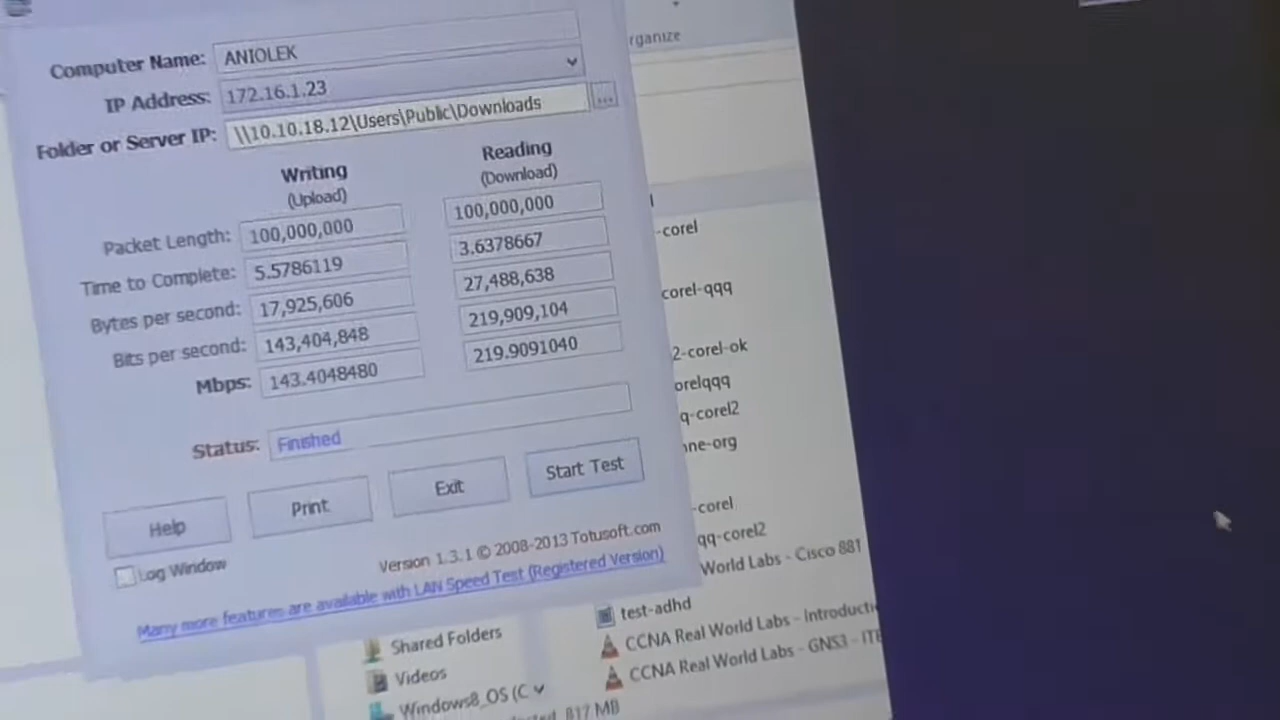 rganize
Computer Name: ANIOLEK
IP Address: 172.16.1.23
Folder or Server IP: \\10.10.18.12\Users\Public\Downloads ...
Writing Reading
(Upload) (Download)
Packet Length: 100,000,000 100,000,000
Time to Complete: 5.5786119 3.6378667
Bytes per second: 17,925,606 27,488,638
Bits per second: 143,404,848 219,909,104
Mbps: 143.4048480 219.9091040
Status: Finished
Help Print Exit Start Test
Log Window
Version 1.3.1 © 2008-2013 Totusoft.com
Many more features are available with LAN Speed Test (Registered Version)
-corel
corel-qqq
2-corel-ok
orelqqq
q-corel2
ne-org
-corel
qq-corel2
World Labs - Cisco 881
test-adhd
CCNA Real World Labs - Introducti
CCNA Real World Labs - GNS3 - ITE
Shared Folders
Videos
Windows8_OS (C
817 MB